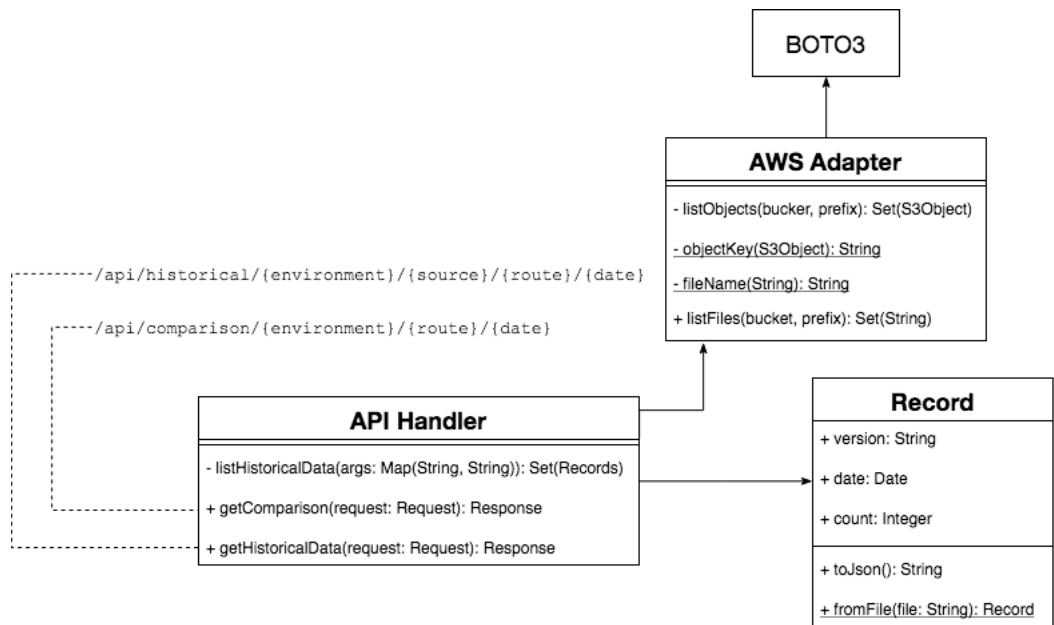 BOTO3
AWS Adapter
- listObjects(bucker, prefix): Set(S3Object)
- objectKey(S3Object): String
- fileName(String): String
+ listFiles(bucket, prefix): Set(String)
/api/historical/{environment}/{source}/{route}/{date}
/api/comparison/{environment}/{route}/{date}
API Handler
- listHistoricalData(args: Map(String, String)): Set(Records)
+ getComparison(request: Request): Response
+ getHistoricalData(request: Request): Response
Record
+ version: String
+ date: Date
+ count: Integer
+ toJson(): String
+ fromFile(file: String): Record